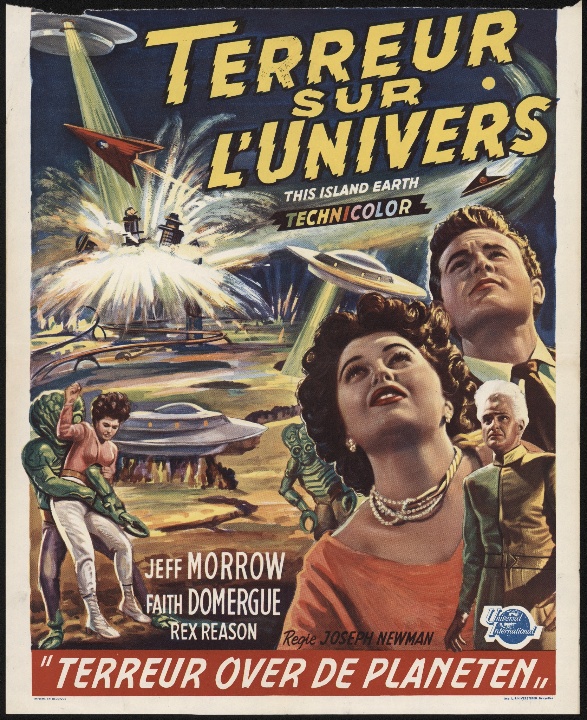 TERREUR
SUR
L'UNIVERS
THIS ISLAND EARTH
TECHNICOLOR
JEFF MORROW
FAITH DOMERGUE
REX REASON
Regie JOSEPH NEWMAN
Universal
International
"TERREUR OVER DE PLANETEN„